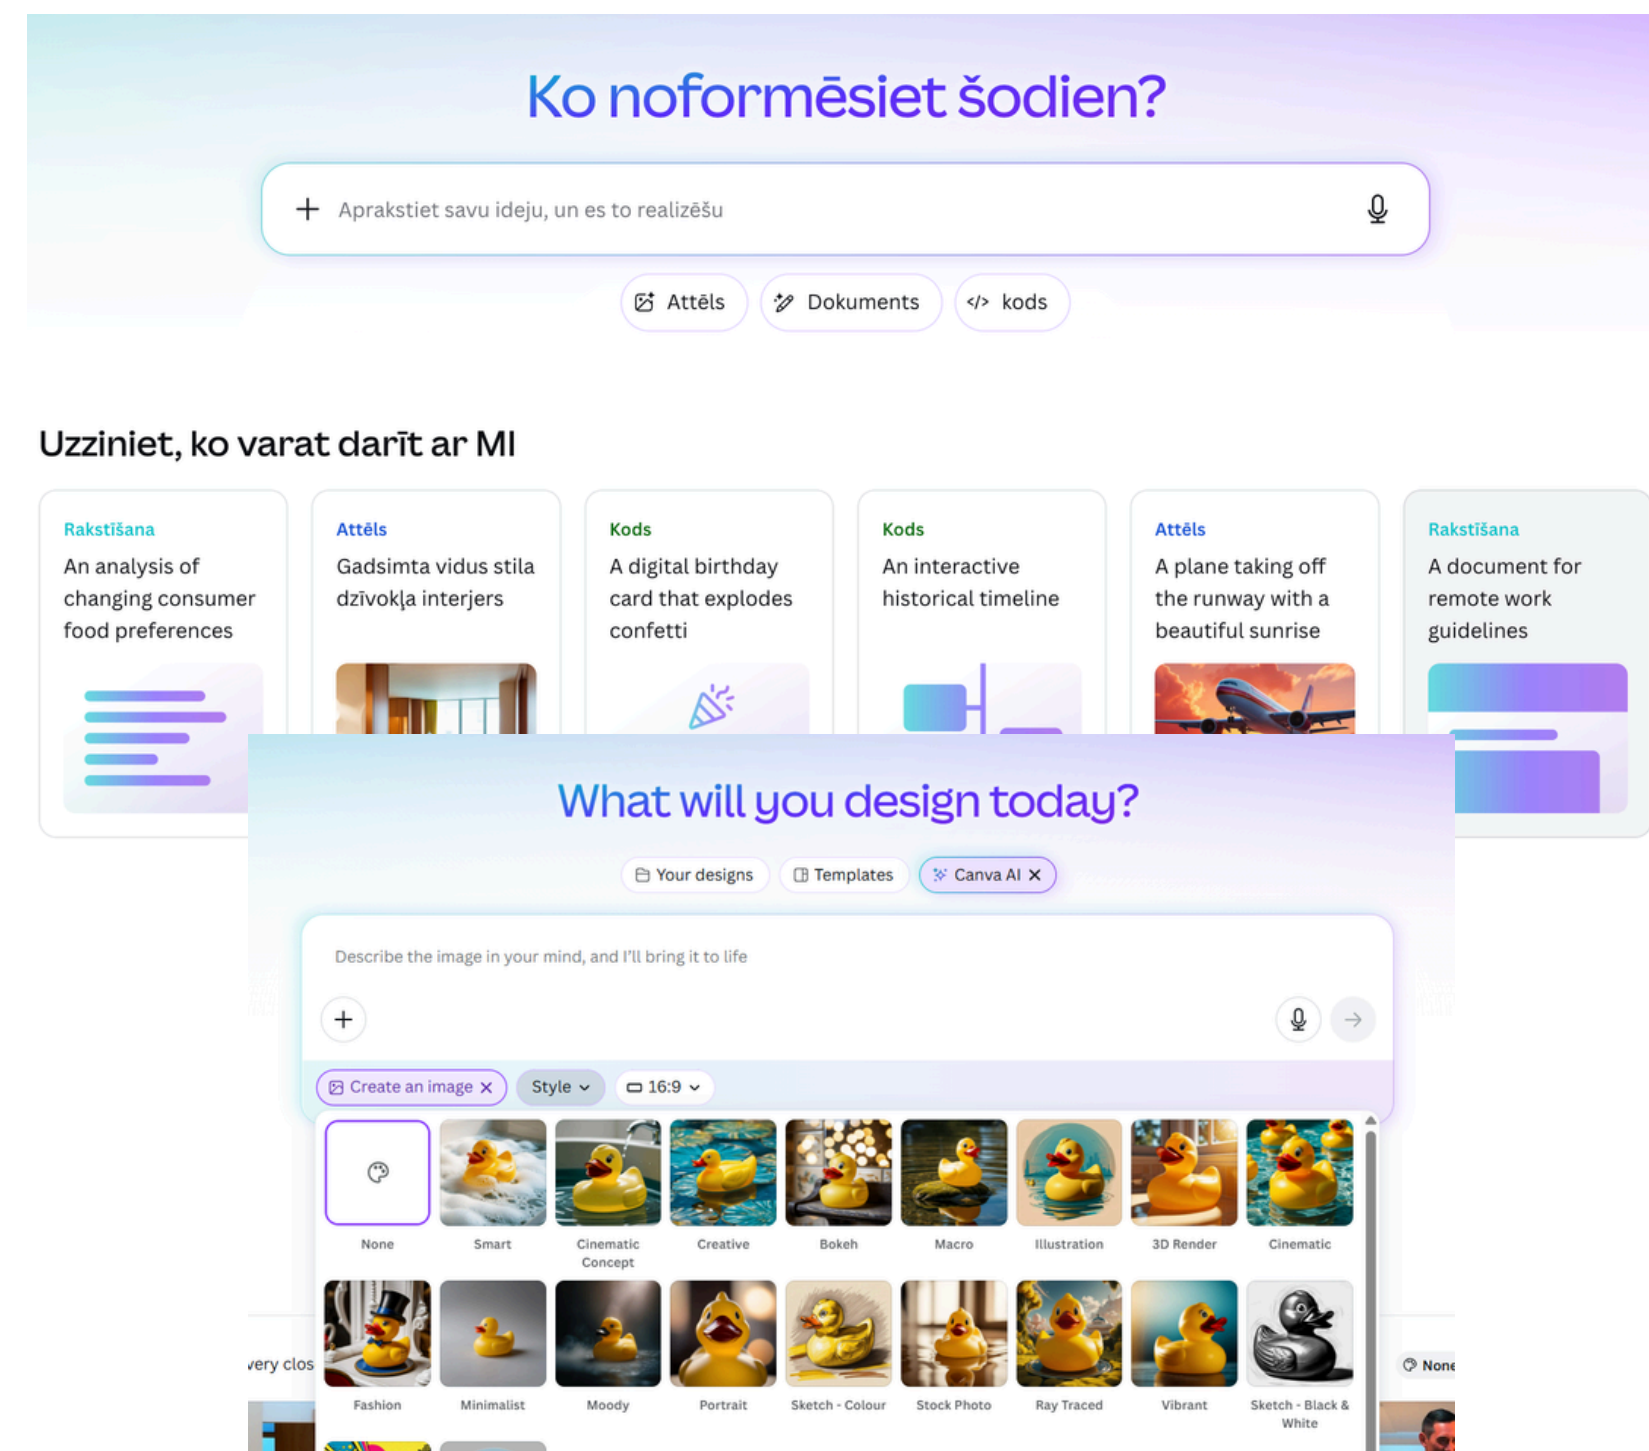 Ko noformēsiet šodien?
Aprakstiet savu ideju, un es to realizēšu
Attēls
Dokuments
</> kods
Uzziniet, ko varat darīt ar MI
Rakstīšana
An analysis of
changing consumer
food preferences
Attēls
Gadsimta vidus stila
dzīvokļa interjers
Kods
A digital birthday
card that explodes
confetti
Kods
An interactive
historical timeline
Attēls
A plane taking off
the runway with a
beautiful sunrise
Rakstīšana
A document for
remote work
guidelines
What will you design today?
Your designs
Templates
Canva AI
Describe the image in your mind, and I'll bring it to life
Create an image
Style
16:9
None
Smart
Cinematic
Concept
Creative
Bokeh
Macro
Illustration
3D Render
Cinematic
Fashion
Minimalist
Moody
Portrait
Sketch - Colour
Stock Photo
Ray Traced
Vibrant
Sketch - Black &
White
very clos
None